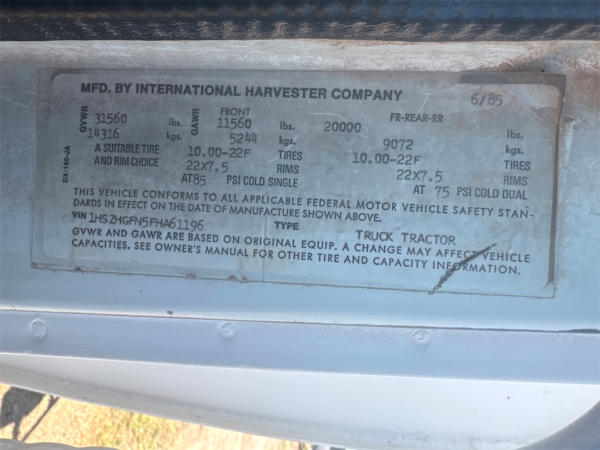 MFD. BY INTERNATIONAL HARVESTER COMPANY 6/85
GVWR 31560 lbs. GAWR FRONT 11560 lbs. FR-REAR-RR 20000 lbs.
14316 kgs. 5244 kgs. 9072 kgs.
A SUITABLE TIRE 10.00-22F TIRES 10.00-22F TIRES
AND RIM CHOICE 22X7.5 RIMS 22X7.5 RIMS
AT85 PSI COLD SINGLE AT 75 PSI COLD DUAL
DX-166-JA
THIS VEHICLE CONFORMS TO ALL APPLICABLE FEDERAL MOTOR VEHICLE SAFETY STAN-
DARDS IN EFFECT ON THE DATE OF MANUFACTURE SHOWN ABOVE.
VIN 1HSZHGFN5FHA61196 TYPE TRUCK TRACTOR
GVWR AND GAWR ARE BASED ON ORIGINAL EQUIP. A CHANGE MAY AFFECT VEHICLE
CAPACITIES. SEE OWNER'S MANUAL FOR OTHER TIRE AND CAPACITY INFORMATION.